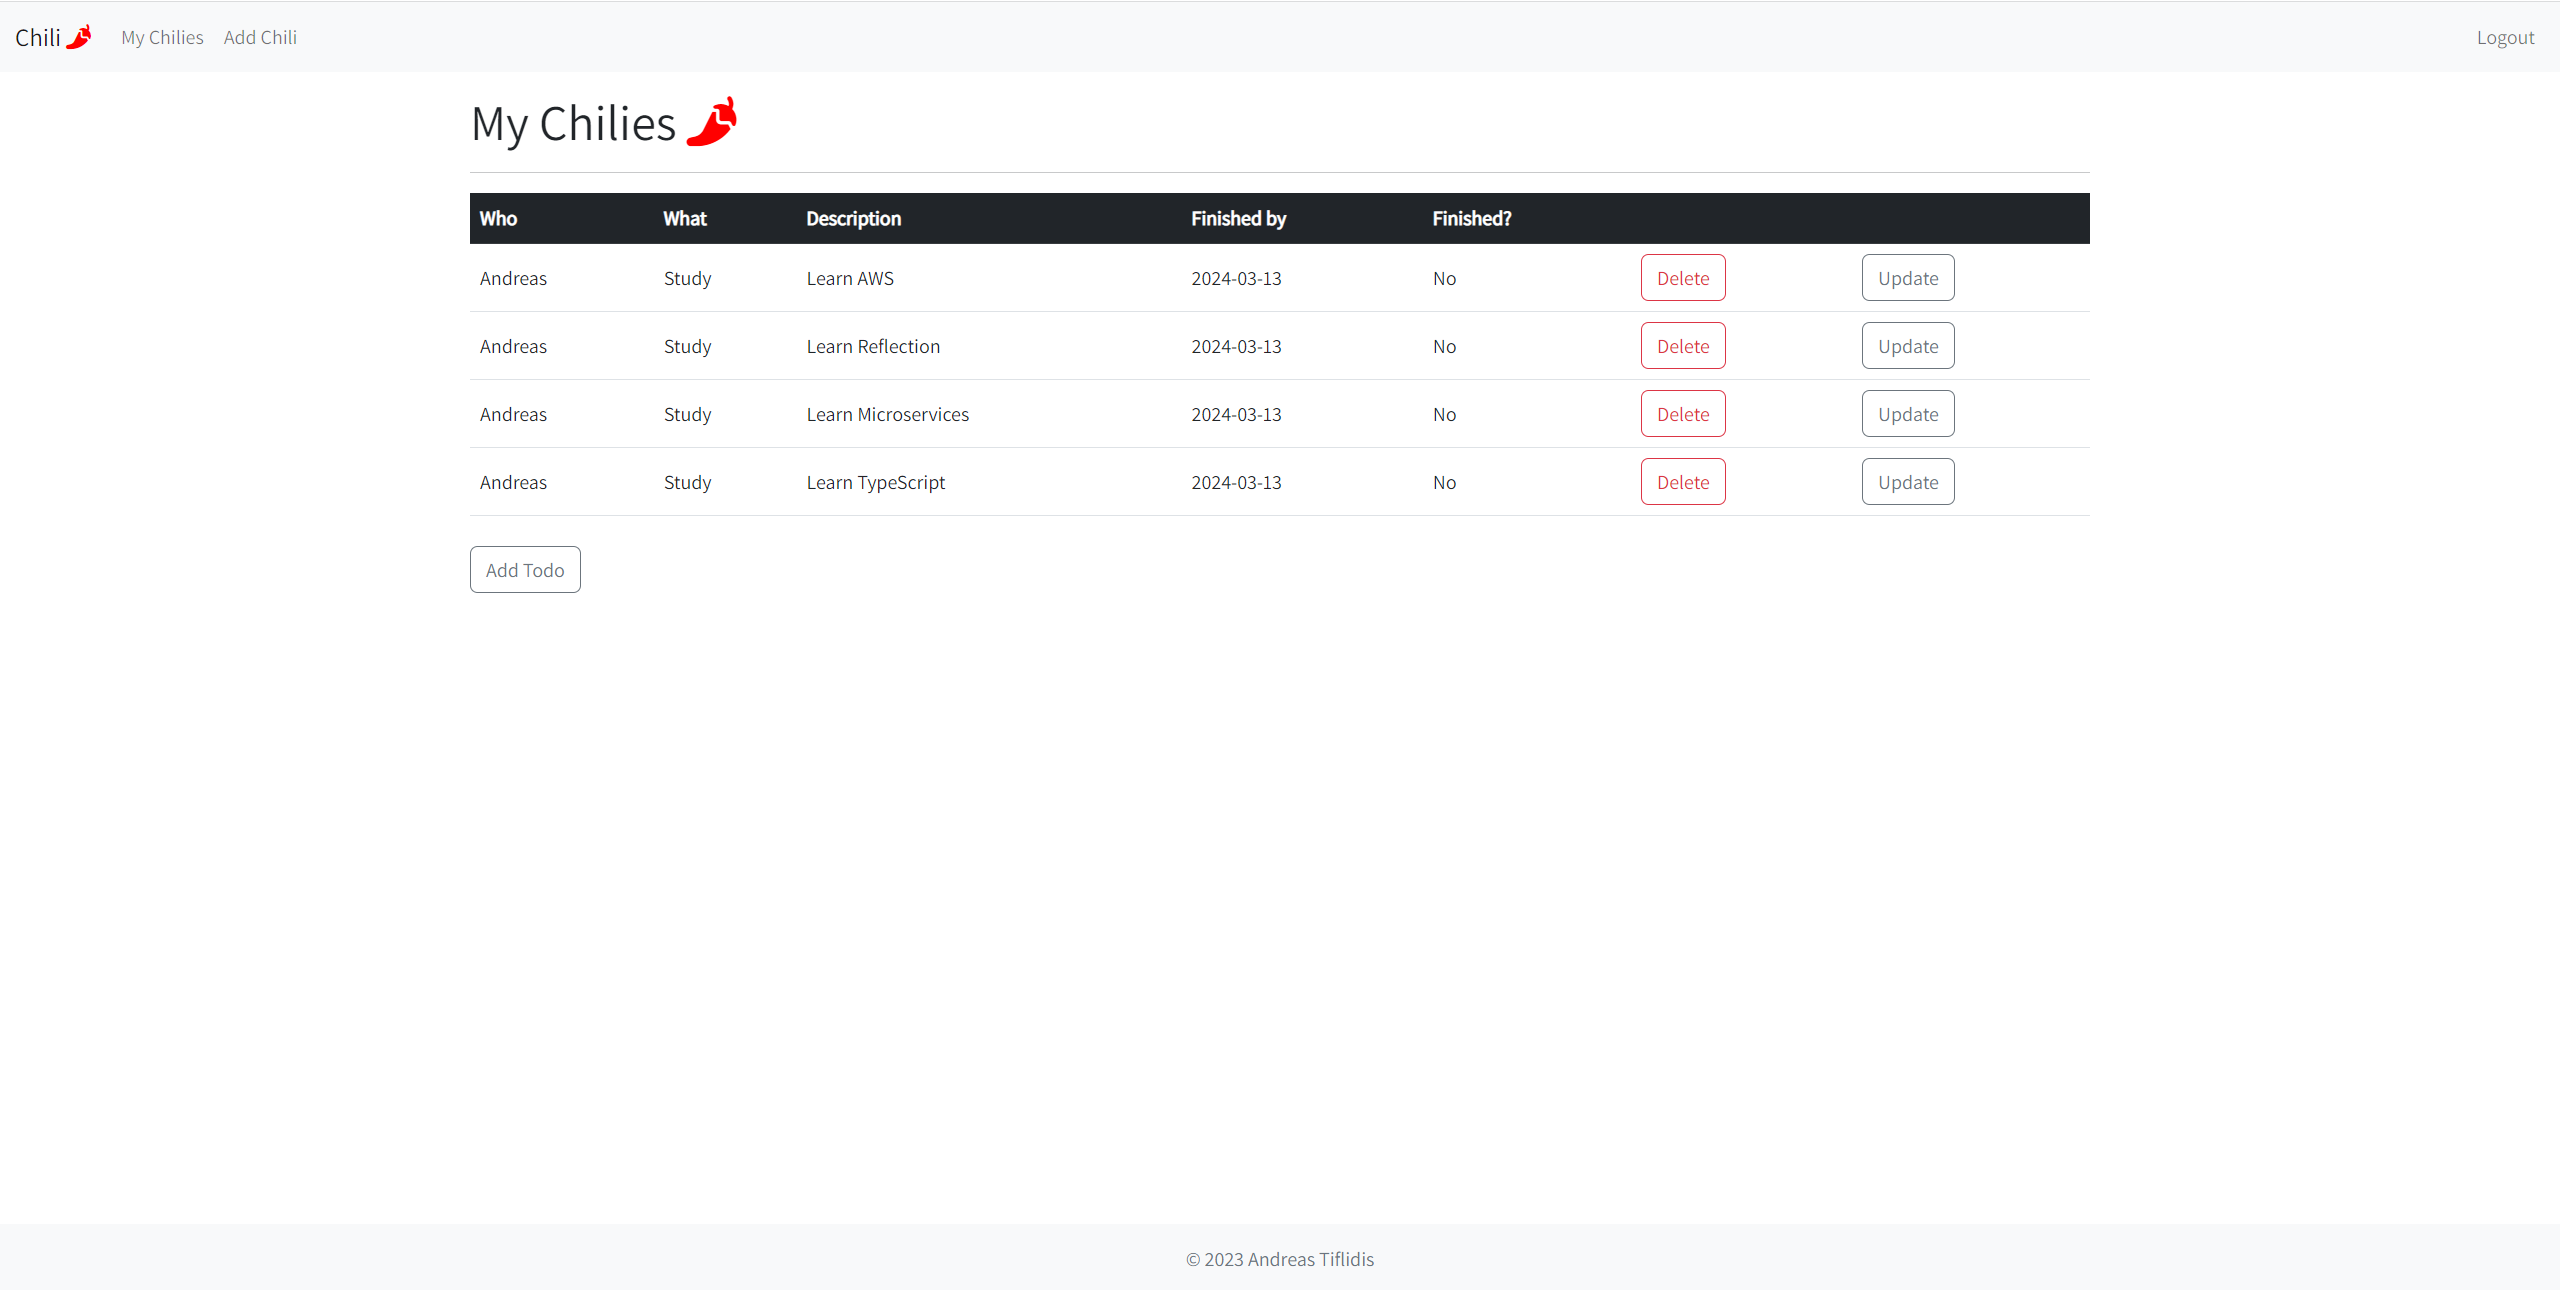 Chili My Chilies Add Chili Logout
My Chilies
Who What Description Finished by Finished?
Andreas Study Learn AWS 2024-03-13 No Delete Update
Andreas Study Learn Reflection 2024-03-13 No Delete Update
Andreas Study Learn Microservices 2024-03-13 No Delete Update
Andreas Study Learn TypeScript 2024-03-13 No Delete Update
Add Todo
© 2023 Andreas Tiflidis